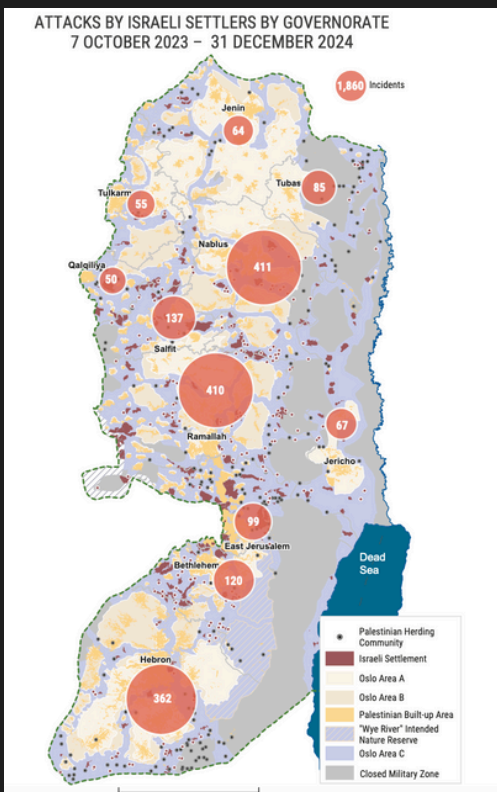 ATTACKS BY ISRAELI SETTLERS BY GOVERNORATE
7 OCTOBER 2023 – 31 DECEMBER 2024
1,860 Incidents
Jenin
64
Tubas
85
Tulkarm
55
Nablus
411
Qalqiliya
50
137
Salfit
410
Ramallah
67
Jericho
99
East Jerusalem
Bethlehem
120
Dead
Sea
Hebron
362
Palestinian Herding
Community
Israeli Settlement
Oslo Area A
Oslo Area B
Palestinian Built-up Area
"Wye River" Intended
Nature Reserve
Oslo Area C
Closed Military Zone